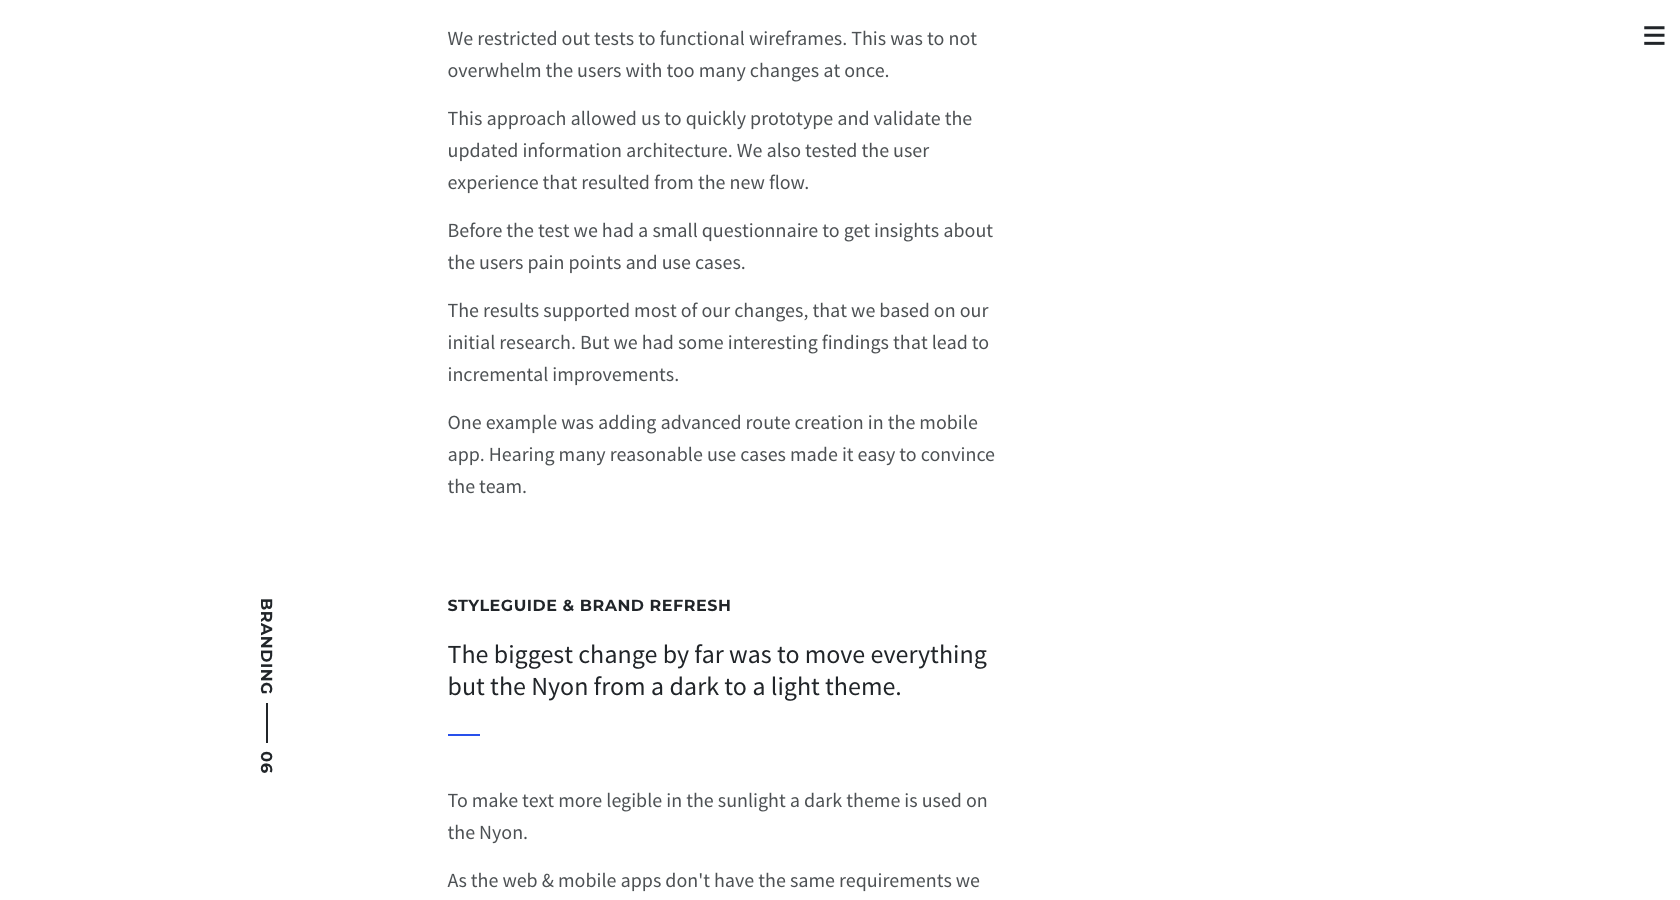 We restricted out tests to functional wireframes. This was to not
overwhelm the users with too many changes at once.
This approach allowed us to quickly prototype and validate the
updated information architecture. We also tested the user
experience that resulted from the new flow.
Before the test we had a small questionnaire to get insights about
the users pain points and use cases.
The results supported most of our changes, that we based on our
initial research. But we had some interesting findings that lead to
incremental improvements.
One example was adding advanced route creation in the mobile
app. Hearing many reasonable use cases made it easy to convince
the team.
BRANDING 06
STYLEGUIDE & BRAND REFRESH
The biggest change by far was to move everything
but the Nyon from a dark to a light theme.
To make text more legible in the sunlight a dark theme is used on
the Nyon.
As the web & mobile apps don't have the same requirements we